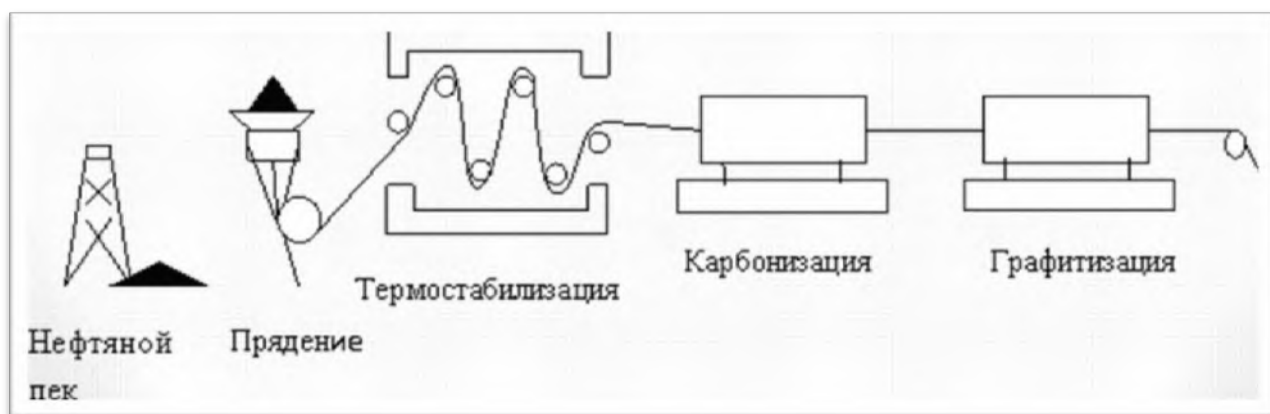 Нефтяной
пек
Прядение
Термостабилизация
Карбонизация
Графитизация